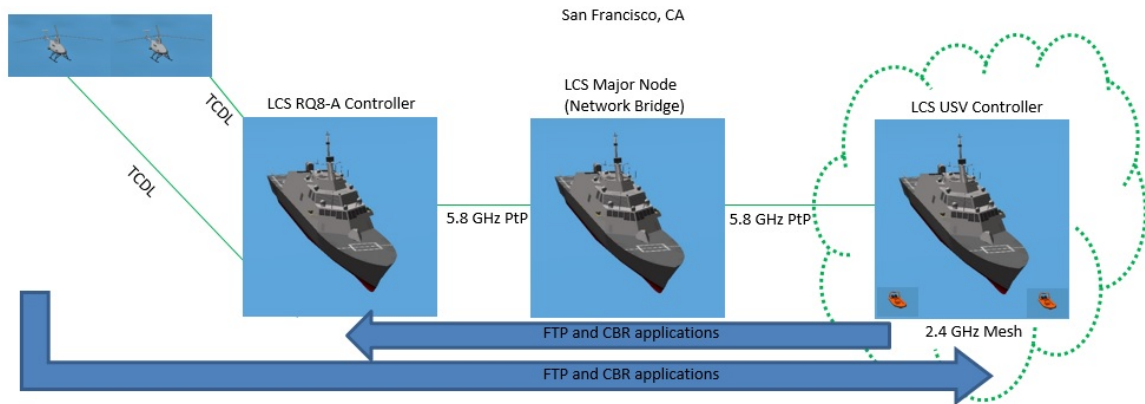 San Francisco, CA
LCS Major Node
(Network Bridge)
LCS RQ8-A Controller
LCS USV Controller
TCDL
TCDL
5.8 GHz PtP
5.8 GHz PtP
FTP and CBR applications
2.4 GHz Mesh
FTP and CBR applications